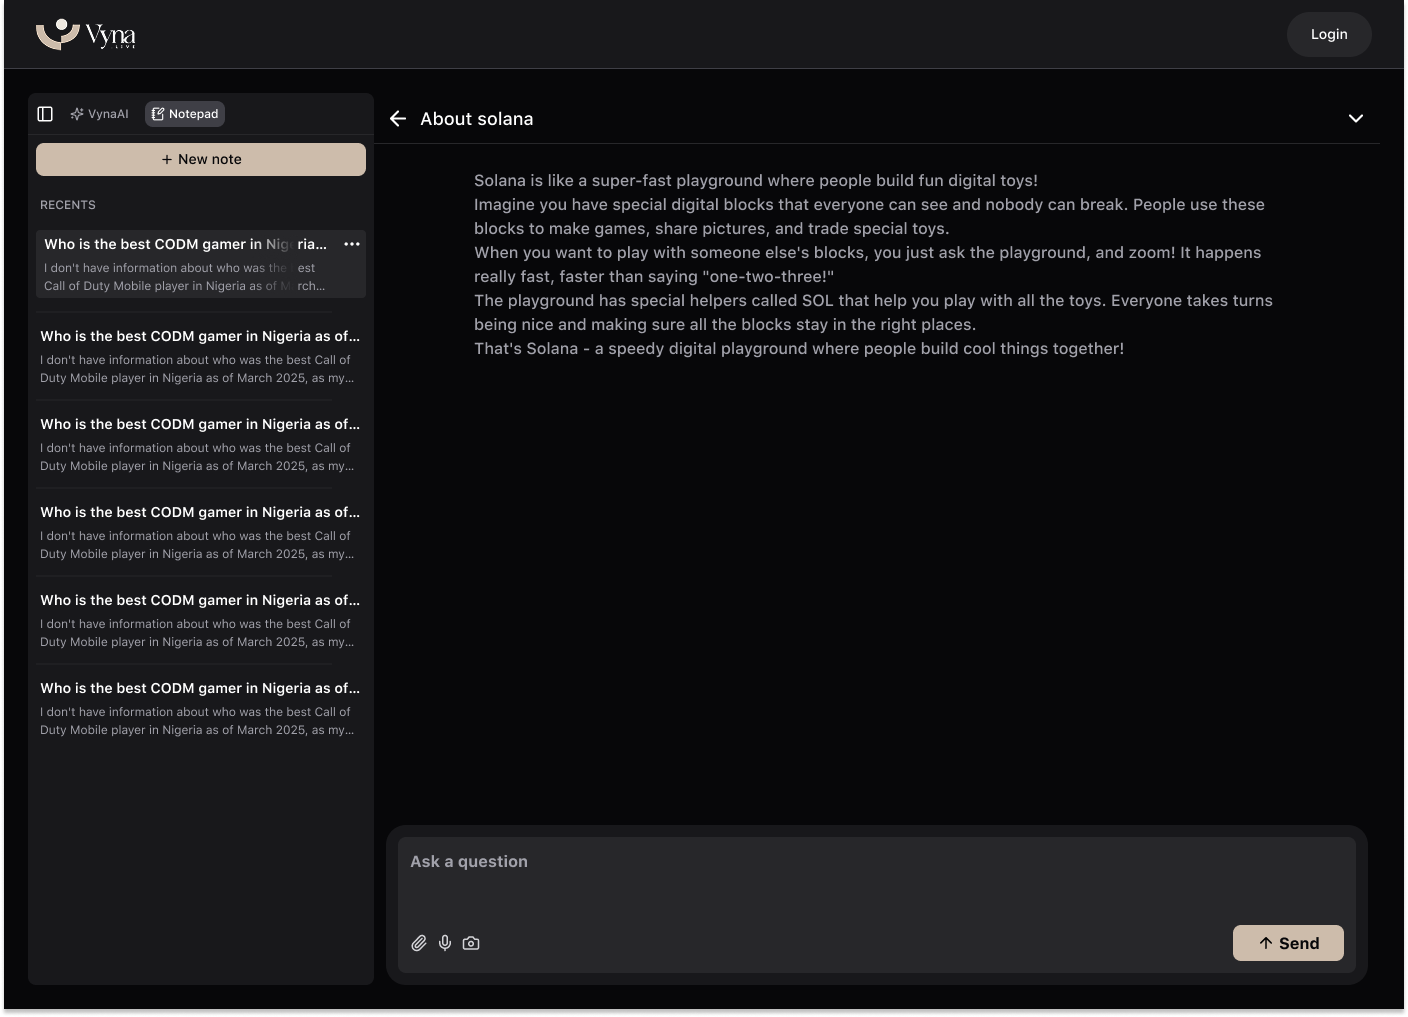 Vyna
LIVE
Login
VynaAI
Notepad
+ New note
RECENTS
Who is the best CODM gamer in Nigeria...
I don't have information about who was the best
Call of Duty Mobile player in Nigeria as of March...
Who is the best CODM gamer in Nigeria as of...
I don't have information about who was the best Call of
Duty Mobile player in Nigeria as of March 2025, as my...
Who is the best CODM gamer in Nigeria as of...
I don't have information about who was the best Call of
Duty Mobile player in Nigeria as of March 2025, as my...
Who is the best CODM gamer in Nigeria as of...
I don't have information about who was the best Call of
Duty Mobile player in Nigeria as of March 2025, as my...
Who is the best CODM gamer in Nigeria as of...
I don't have information about who was the best Call of
Duty Mobile player in Nigeria as of March 2025, as my...
Who is the best CODM gamer in Nigeria as of...
I don't have information about who was the best Call of
Duty Mobile player in Nigeria as of March 2025, as my...
About solana
Solana is like a super-fast playground where people build fun digital toys!
Imagine you have special digital blocks that everyone can see and nobody can break. People use these
blocks to make games, share pictures, and trade special toys.
When you want to play with someone else's blocks, you just ask the playground, and zoom! It happens
really fast, faster than saying "one-two-three!"
The playground has special helpers called SOL that help you play with all the toys. Everyone takes turns
being nice and making sure all the blocks stay in the right places.
That's Solana - a speedy digital playground where people build cool things together!
Ask a question
Send